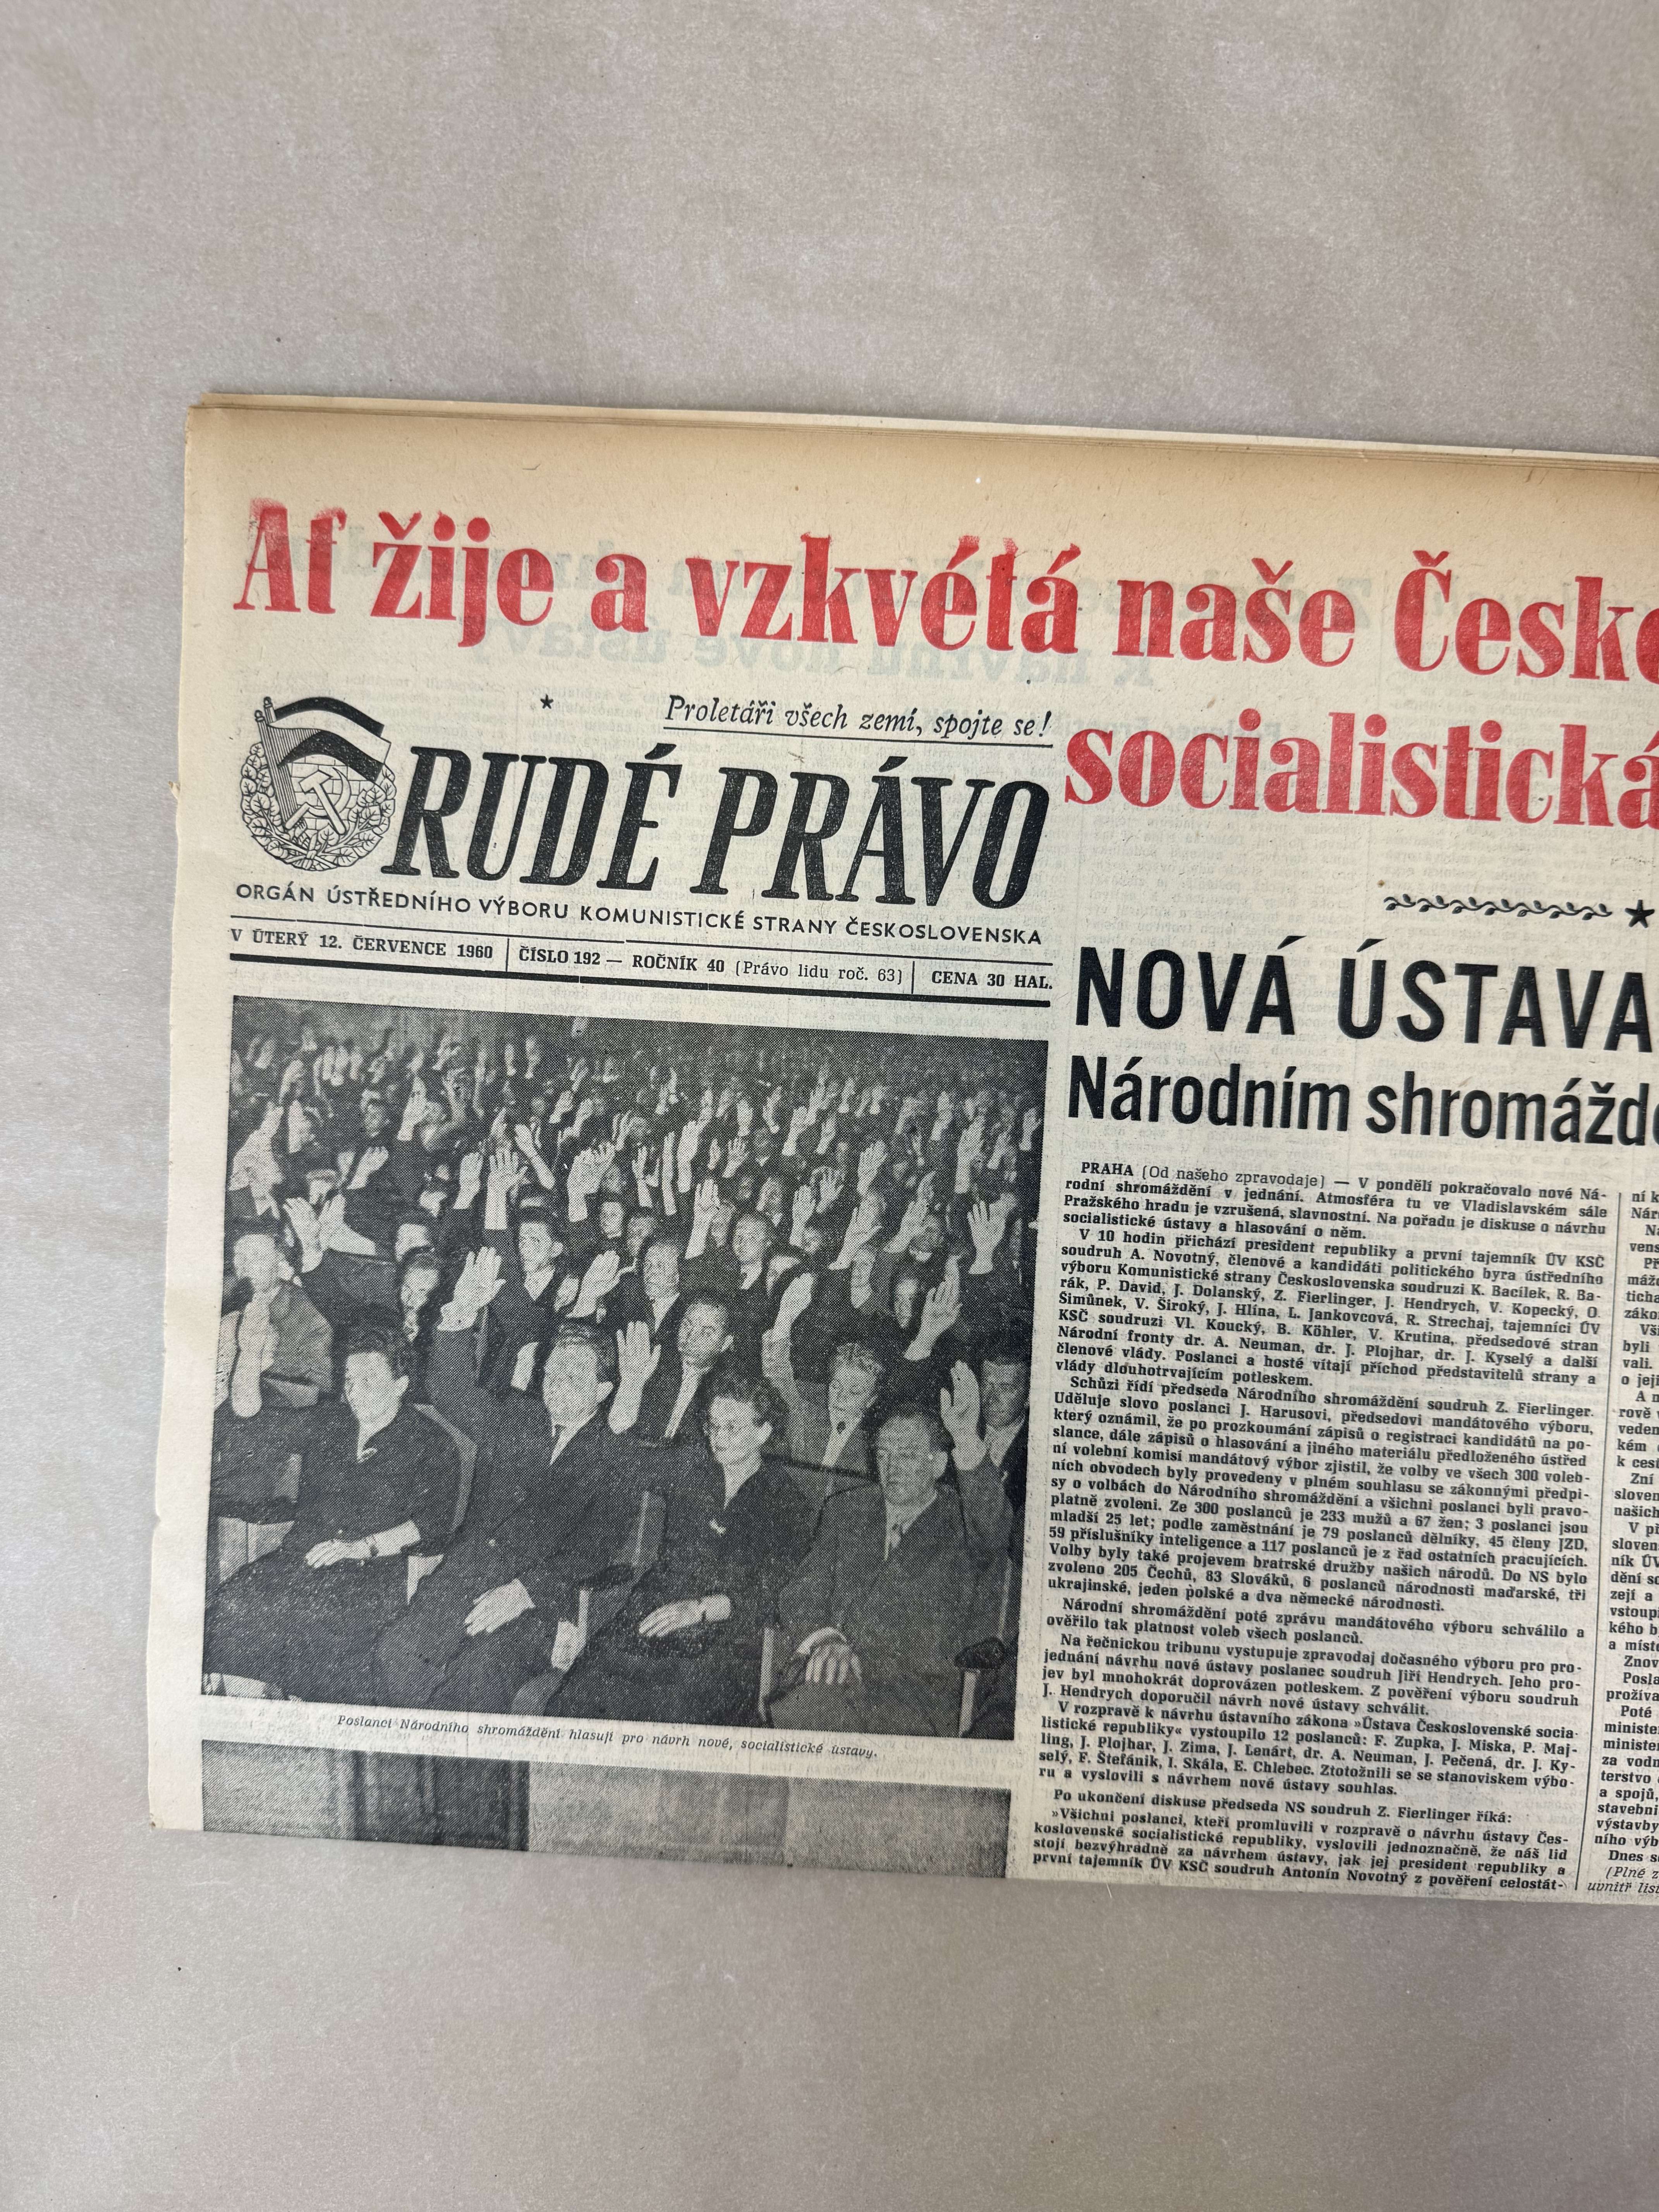 Ať žije a vzkvétá naše
socialistická
Proletáři všech zemí, spojte se!
RUDÉ PRÁVO
ORGÁN ÚSTŘEDNÍHO VÝBORU KOMUNISTICKÉ STRANY ČESKOSLOVENSKA
V ÚTERÝ 12. ČERVENCE 1960 ČÍSLO 192 — ROČNÍK 40 (Právo lidu roč. 63) CENA 30 HAL.
Poslanci Národního shromáždění hlasují pro návrh nové, socialistické ústavy.
NOVÁ ÚSTAVA
Národním
PRAHA (Od našeho zpravodaje) — V pondělí pokračovalo nové Ná-
rodní shromáždění v jednání. Atmosféra tu ve Vladislavském sále
Pražského hradu je vzrušená, slavnostní. Na pořadu je diskuse o návrhu
socialistické ústavy a hlasování o něm.
V 10 hodin přichází president republiky a první tajemník ÚV KSČ
soudruh A. Novotný, členové a kandidáti politického byra ústředního
výboru Komunistické strany Československa soudruzi K. Bacílek, R. Ba-
rák, P. David, J. Dolanský, Z. Fierlinger, J. Hendrych, V. Kopecký, O.
Šimůnek, V. Široký, J. Hlína, L. Jankovcová, R. Strechaj, tajemníci ÚV
KSČ soudruzi Vl. Koucký, B. Köhler, V. Krutina, předsedové stran
Národní fronty dr. A. Neuman, dr. J. Plojhar, dr. J. Kyselý a další
členové vlády. Poslanci a hosté vítají příchod představitelů strany a
vlády dlouhotrvajícím potleskem.
Schůzi řídí předseda Národního shromáždění soudruh Z. Fierlinger.
Uděluje slovo poslanci J. Harusovi, předsedovi mandátového výboru,
který oznámil, že po prozkoumání zápisů o registraci kandidátů na po-
slance, dále zápisů o hlasování a jiného materiálu předloženého ústřed
ní volební komisí mandátový výbor zjistil, že volby ve všech 300 voleb-
ních obvodech byly provedeny v plném souhlasu se zákonnými předpi-
sy o volbách do Národního shromáždění a všichni poslanci byli pravo-
platně zvoleni. Ze 300 poslanců je 233 mužů a 67 žen; 3 poslanci jsou
mladší 25 let; podle zaměstnání je 79 poslanců dělníky, 45 členy JZD,
59 příslušníky inteligence a 117 poslanců je z řad ostatních pracujících.
Volby byly také projevem bratrské družby našich národů. Do NS bylo
zvoleno 205 Čechů, 83 Slováků, 6 poslanců národnosti maďarské, tři
ukrajinské, jeden polské a dva německé národnosti.
Národní shromáždění poté zprávu mandátového výboru schválilo a
ověřilo tak platnost voleb všech poslanců.
Na řečnickou tribunu vystupuje zpravodaj dočasného výboru pro pro-
jednání návrhu nové ústavy poslanec soudruh Jiří Hendrych. Jeho pro-
jev byl mnohokrát doprovázen potleskem. Z pověření výboru soudruh
J. Hendrych doporučil návrh nové ústavy schválit.
V rozpravě k návrhu ústavního zákona »Ústava Československé socia-
listické republiky« vystoupilo 12 poslanců: F. Zupka, J. Miska, P. Maj-
ling, J. Plojhar, J. Zima, J. Lenárt, dr. A. Neuman, J. Pečená, dr. J. Ky-
selý, F. Štefánik, I. Skála, E. Chlebec. Ztotožnili se se stanoviskem výbo-
ru a vyslovili s návrhem nové ústavy souhlas.
Po ukončení diskuse předseda NS soudruh Z. Fierlinger říká:
»Všichni poslanci, kteří promluvili v rozpravě o návrhu ústavy Čes-
koslovenské socialistické republiky, vyslovili jednoznačně, že náš lid
stojí bezvýhradně za návrhem ústavy, jak jej president republiky a
první tajemník ÚV KSČ soudruh Antonín Novotný z pověření celostát-